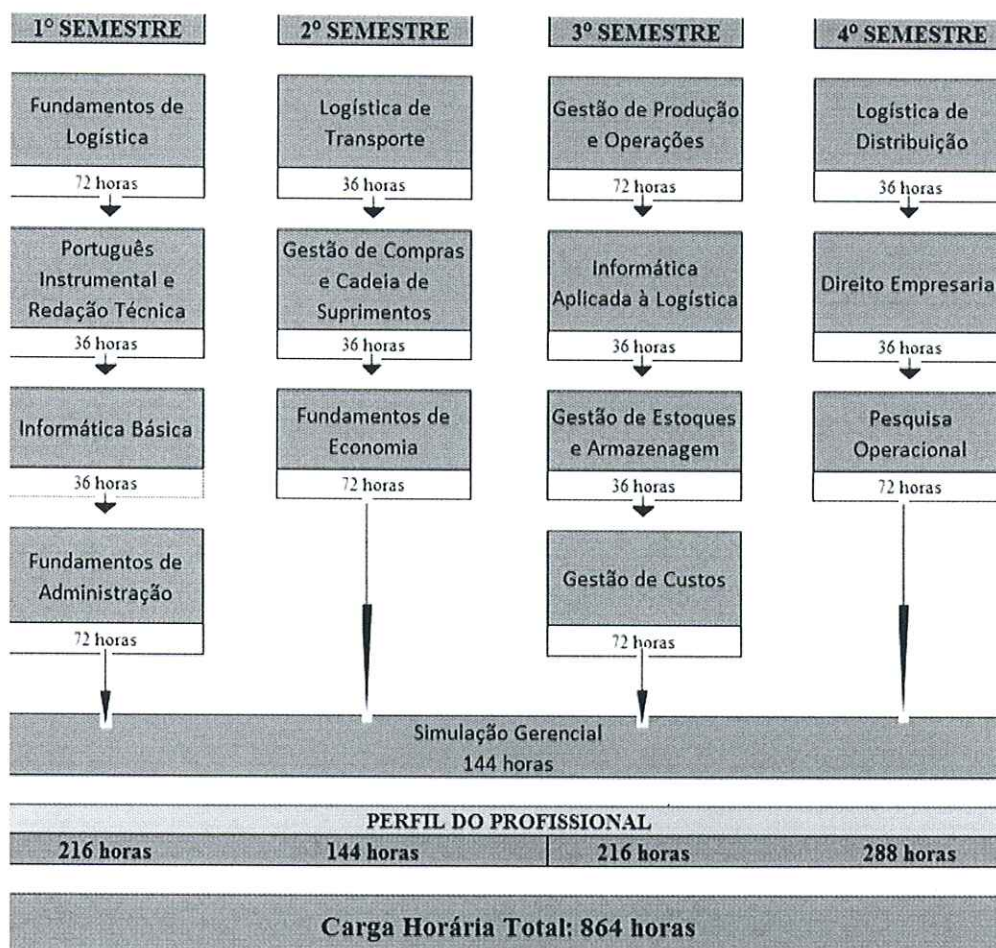 1º SEMESTRE
Fundamentos de
Logística
72 horas
Português
Instrumental e
Redação Técnica
36 horas
Informática Básica
36 horas
Fundamentos de
Administração
72 horas
2º SEMESTRE
Logística de
Transporte
36 horas
Gestão de Compras
e Cadeia de
Suprimentos
36 horas
Fundamentos de
Economia
72 horas
3º SEMESTRE
Gestão de Produção
e Operações
72 horas
Informática
Aplicada à Logística
36 horas
Gestão de Estoques
e Armazenagem
36 horas
Gestão de Custos
72 horas
4º SEMESTRE
Logística de
Distribuição
36 horas
Direito Empresaria
36 horas
Pesquisa
Operacional
72 horas
Simulação Gerencial
144 horas
PERFIL DO PROFISSIONAL
216 horas
144 horas
216 horas
288 horas
Carga Horária Total: 864 horas